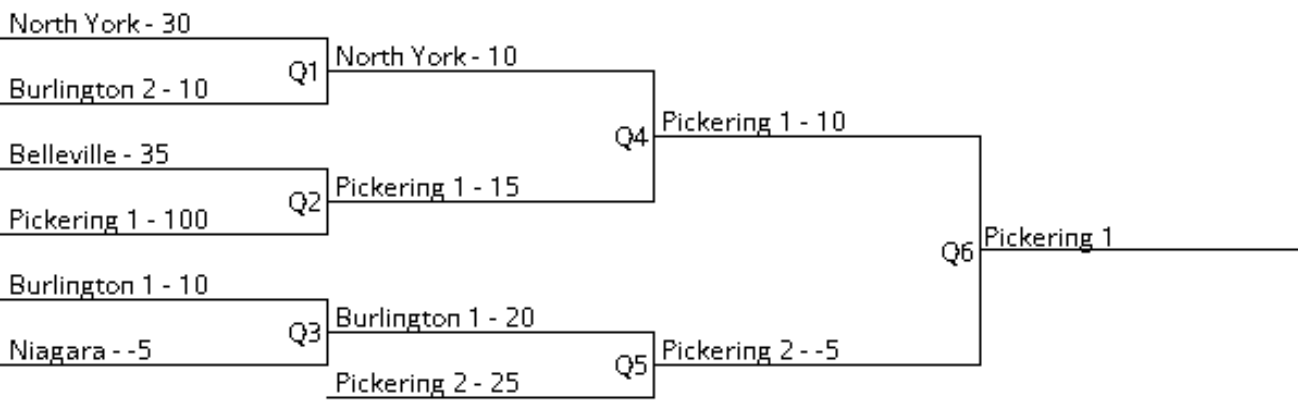 North York - 30
Q1
Burlington 2 - 10
North York - 10
Belleville - 35
Q2
Pickering 1 - 100
Pickering 1 - 15
Q4
Pickering 1 - 10
Burlington 1 - 10
Q3
Niagara - -5
Burlington 1 - 20
Q5
Pickering 2 - 25
Pickering 2 - -5
Q6
Pickering 1